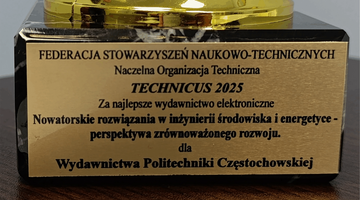 FEDERACJA STOWARZYSZEŃ NAUKOWO-TECHNICZNYCH
Naczelna Organizacja Techniczna
TECHNICUS 2025
Za najlepsze wydawnictwo elektroniczne
Nowatorskie rozwiązania w inżynierii środowiska i energetyce -
perspektywa zrównoważonego rozwoju.
dla
Wydawnictwa Politechniki Częstochowskiej